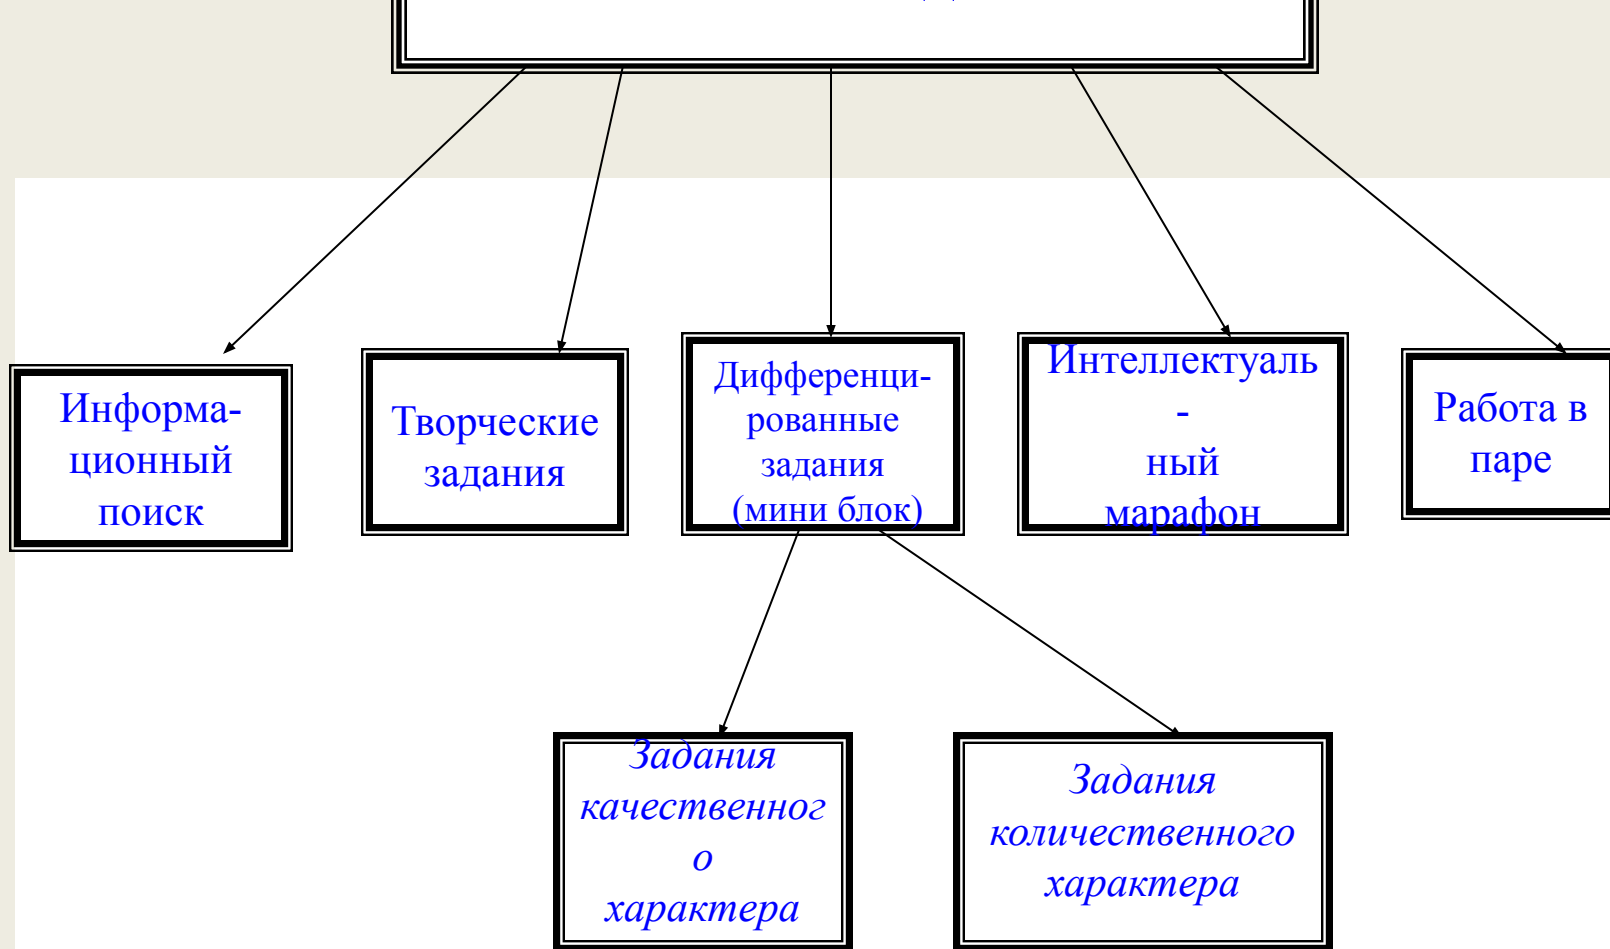 Информа-
ционный
поиск
Творческие
задания
Дифференци-
рованные
задания
(мини блок)
Интеллектуаль
-
ный
марафон
Работа в
паре
Задания
качественног
о
характера
Задания
количественного
характера